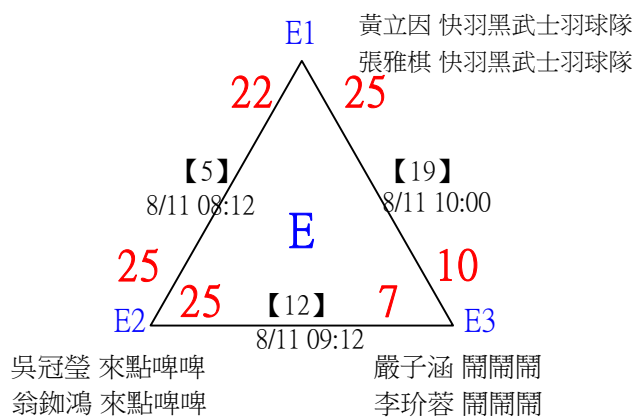 E1
黃立因 快羽黑武士羽球隊
張雅棋 快羽黑武士羽球隊
22 25
【5】 【19】
8/11 08:12 8/11 10:00
E
25 10
25 【12】 7
E2 E3
8/11 09:12
吳冠瑩 來點啤啤 嚴子涵 鬧鬧鬧
翁銣鴻 來點啤啤 李玠蓉 鬧鬧鬧